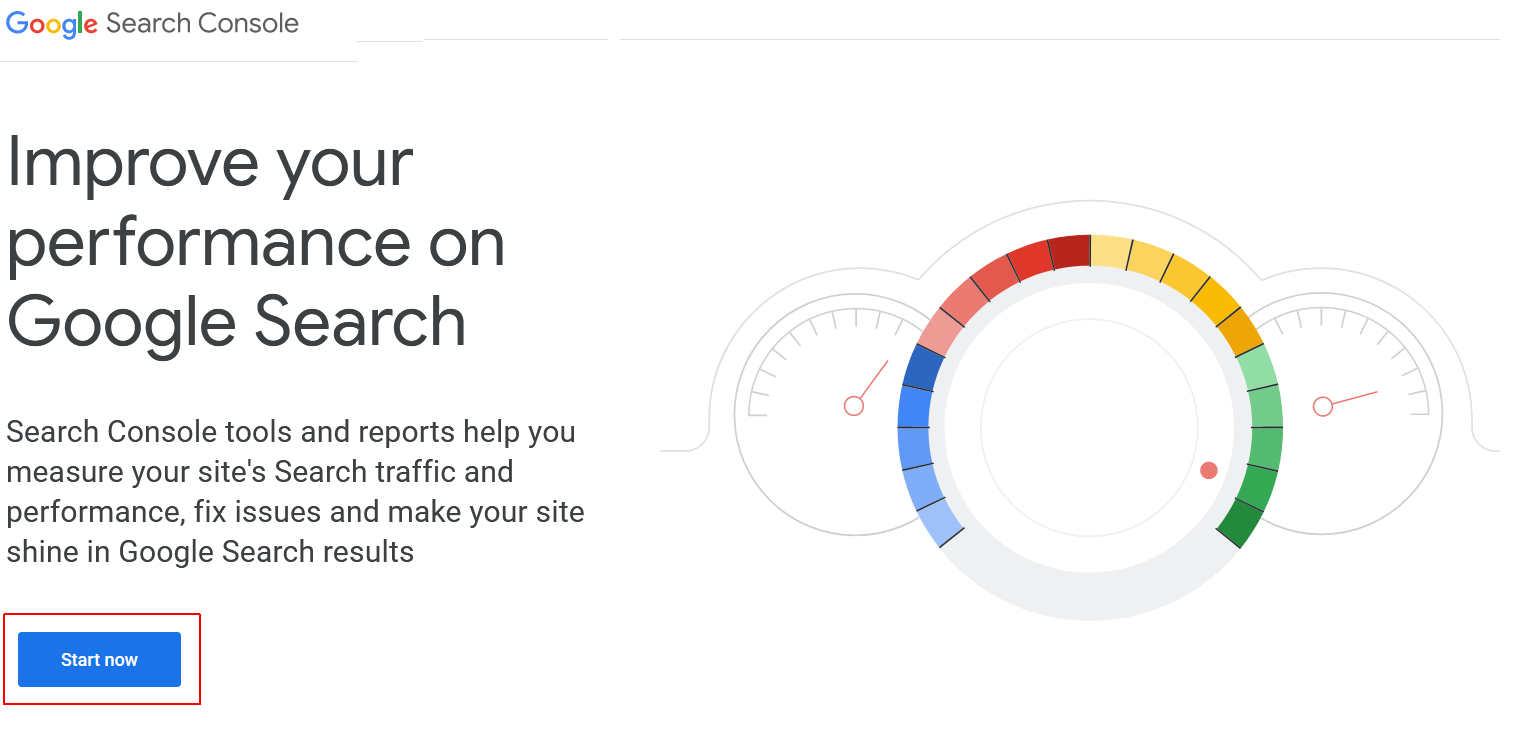 Google Search Console
Improve your
performance on
Google Search
Search Console tools and reports help you
measure your site's Search traffic and
performance, fix issues and make your site
shine in Google Search results
Start now